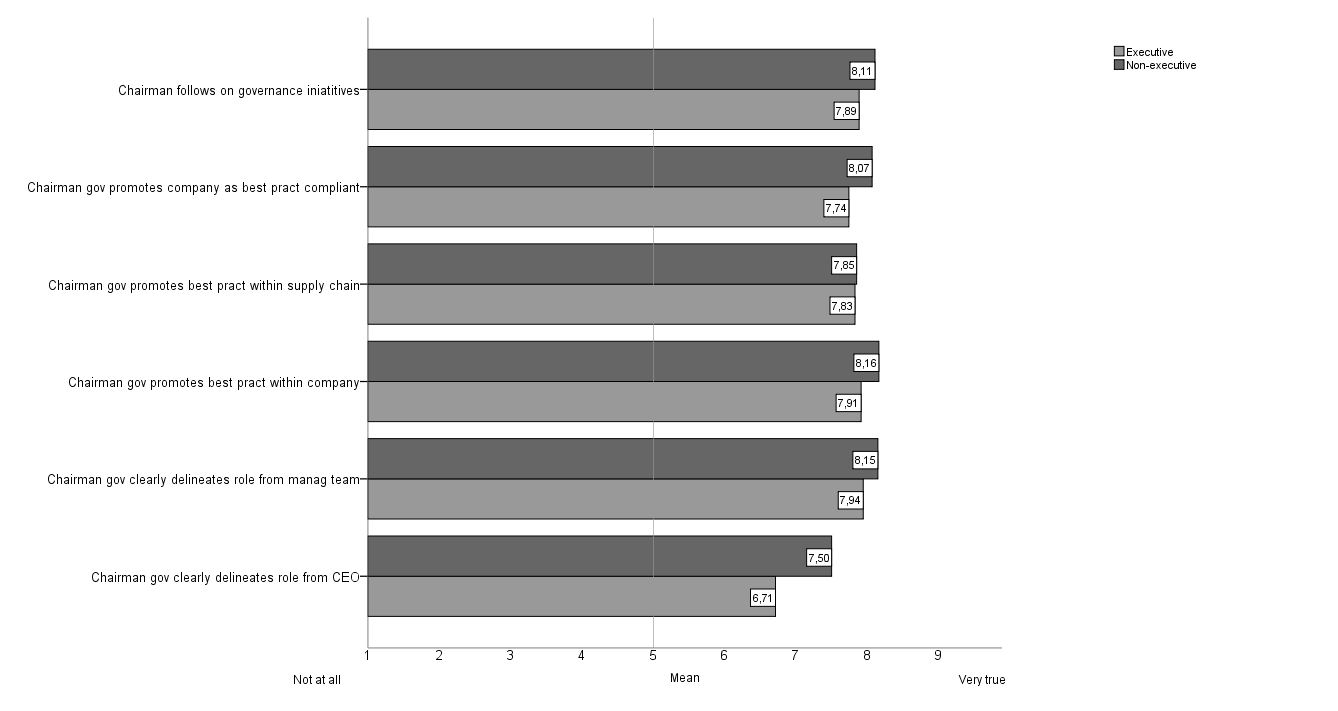 Executive
Non-executive
Chairman follows on governance iniatitives
8,11
7,89
Chairman gov promotes company as best pract compliant
8,07
7,74
Chairman gov promotes best pract within supply chain
7,85
7,83
Chairman gov promotes best pract within company
8,16
7,91
Chairman gov clearly delineates role from manag team
8,15
7,94
Chairman gov clearly delineates role from CEO
7,50
6,71
1 2 3 4 5 6 7 8 9
Not at all Mean Very true